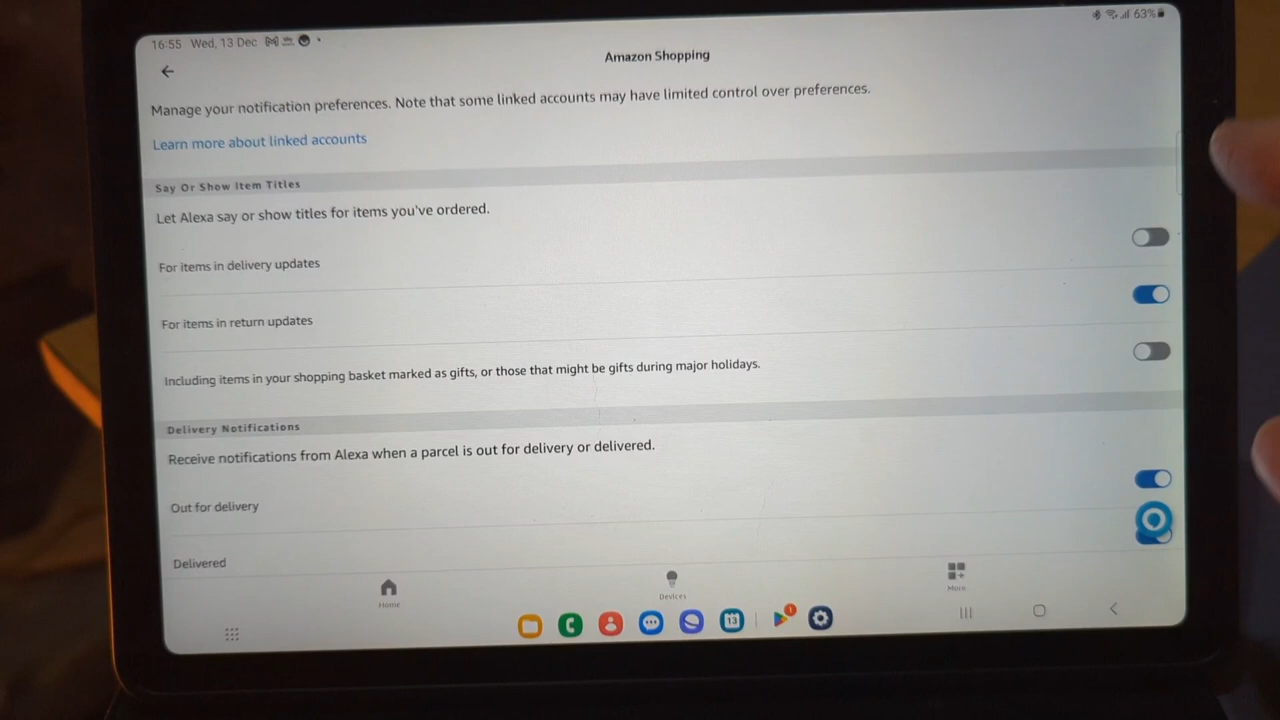 16:55 Wed, 13 Dec
63%
Amazon Shopping
Manage your notification preferences. Note that some linked accounts may have limited control over preferences.
Learn more about linked accounts
Say Or Show Item Titles
Let Alexa say or show titles for items you've ordered.
For items in delivery updates
For items in return updates
Including items in your shopping basket marked as gifts, or those that might be gifts during major holidays.
Delivery Notifications
Receive notifications from Alexa when a parcel is out for delivery or delivered.
Out for delivery
Delivered
Home
Devices
More
13
1